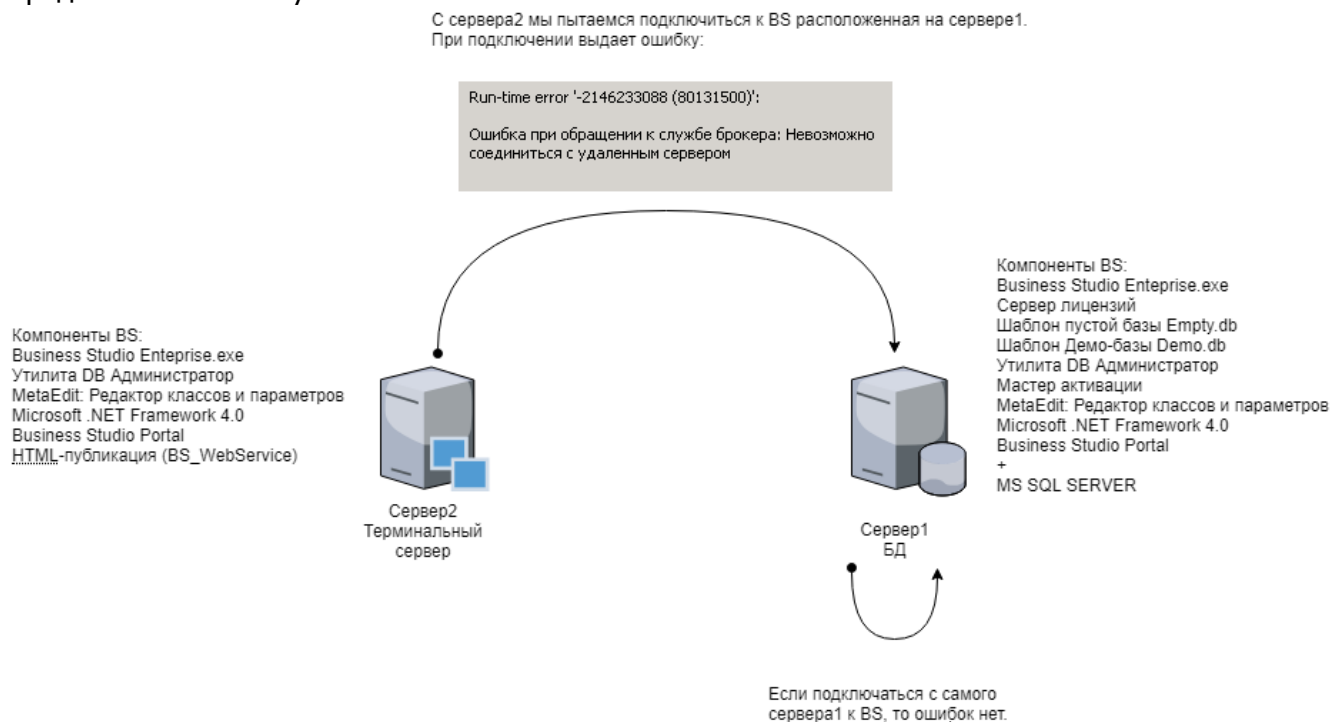 С сервера2 мы пытаемся подключиться к BS расположенная на сервере1.
При подключении выдает ошибку:
Run-time error '-2146233088 (80131500)':
Ошибка при обращении к службе брокера: Невозможно
соединиться с удаленным сервером
Компоненты BS:
Business Studio Enteprise.exe
Утилита DB Администратор
MetaEdit: Редактор классов и параметров
Microsoft .NET Framework 4.0
Business Studio Portal
HTML-публикация (BS_WebService)
Сервер2
Терминальный
сервер
Компоненты BS:
Business Studio Enteprise.exe
Сервер лицензий
Шаблон пустой базы Empty.db
Шаблон Демо-базы Demo.db
Утилита DB Администратор
Мастер активации
MetaEdit: Редактор классов и параметров
Microsoft .NET Framework 4.0
Business Studio Portal
+
MS SQL SERVER
Сервер1
БД
Если подключаться с самого
сервера1 к BS, то ошибок нет.